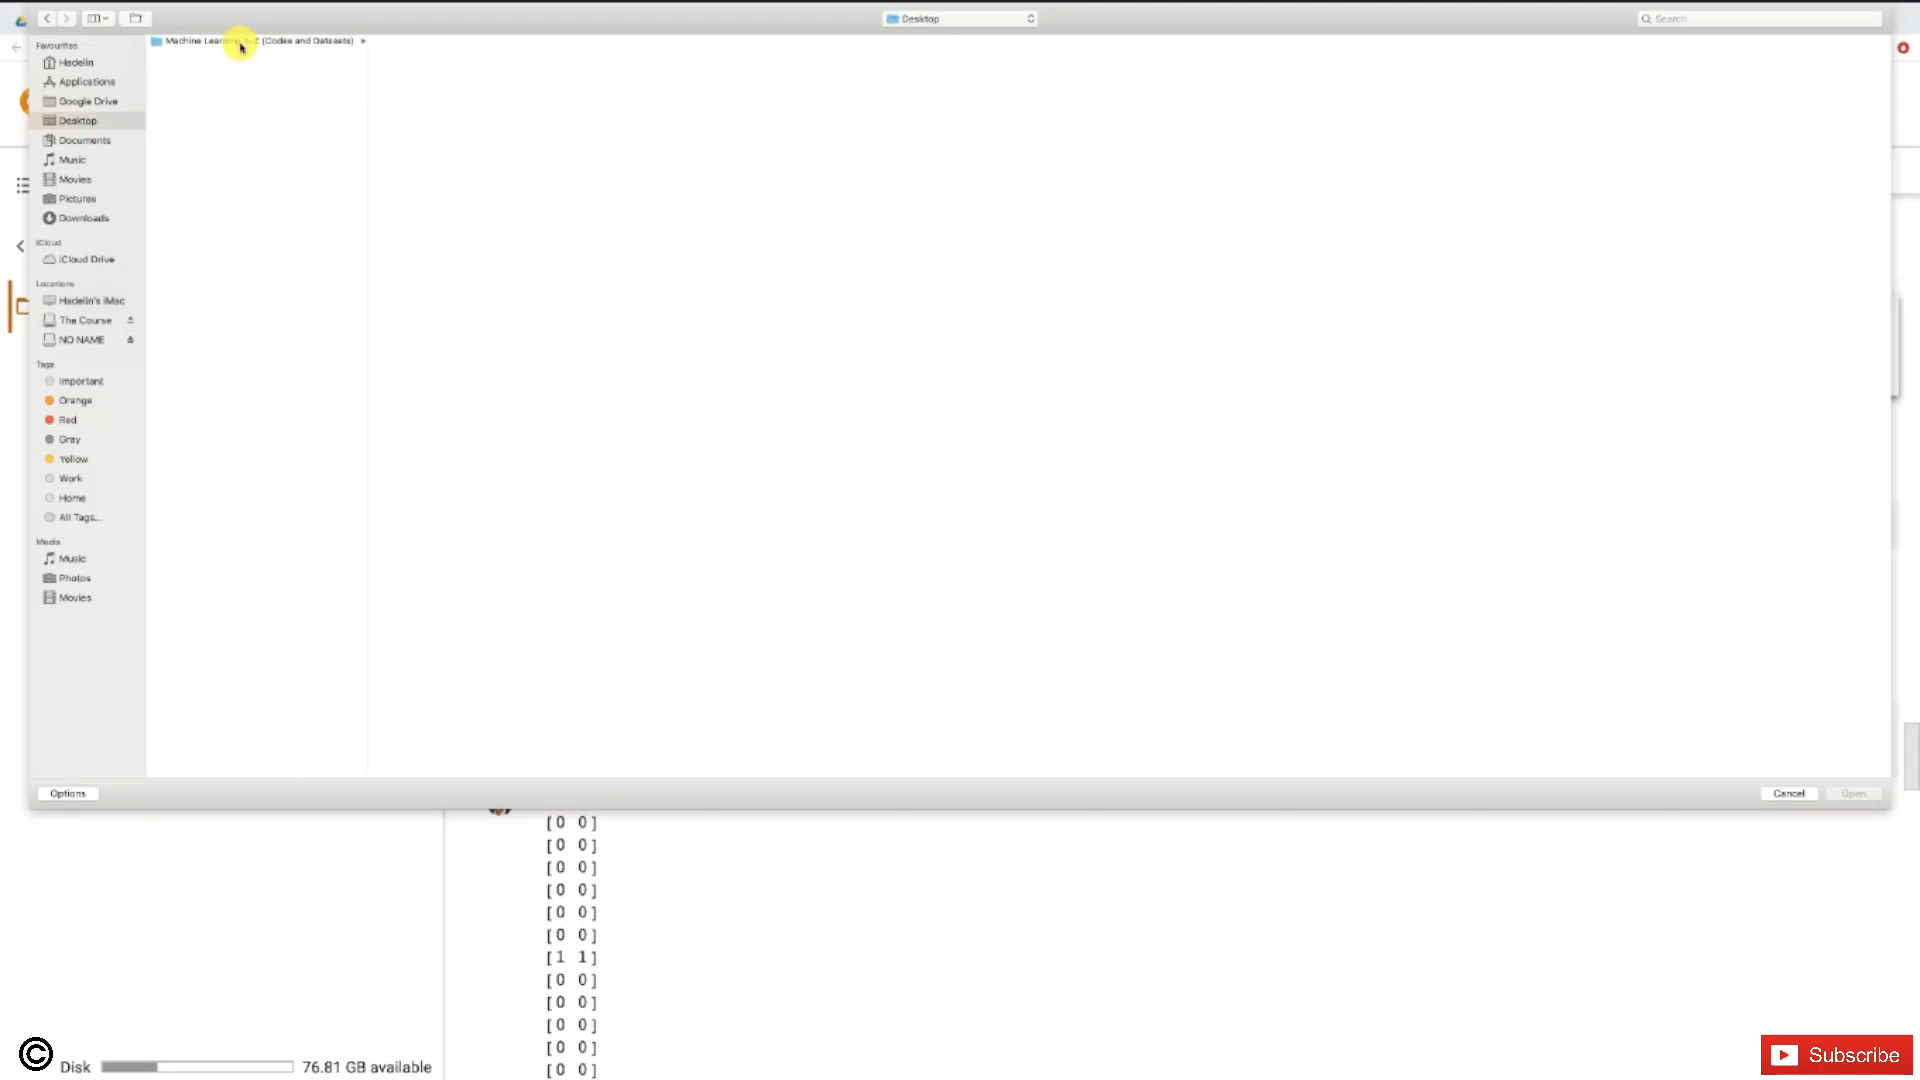 Desktop
Search
Favourites
Machine Learning A-Z (Codes and Datasets)
Hadelin
Applications
Google Drive
Desktop
Documents
Music
Movies
Pictures
Downloads
iCloud
iCloud Drive
Locations
Hadelin's iMac
The Course
NO NAME
Tags
Important
Orange
Red
Gray
Yellow
Work
Home
All Tags...
Media
Music
Photos
Movies
Options
Cancel
Open
[0 0]
[0 0]
[0 0]
[0 0]
[0 0]
[0 0]
[1 1]
[0 0]
[0 0]
[0 0]
[0 0]
[0 0]
©
Disk
76.81 GB available
Subscribe